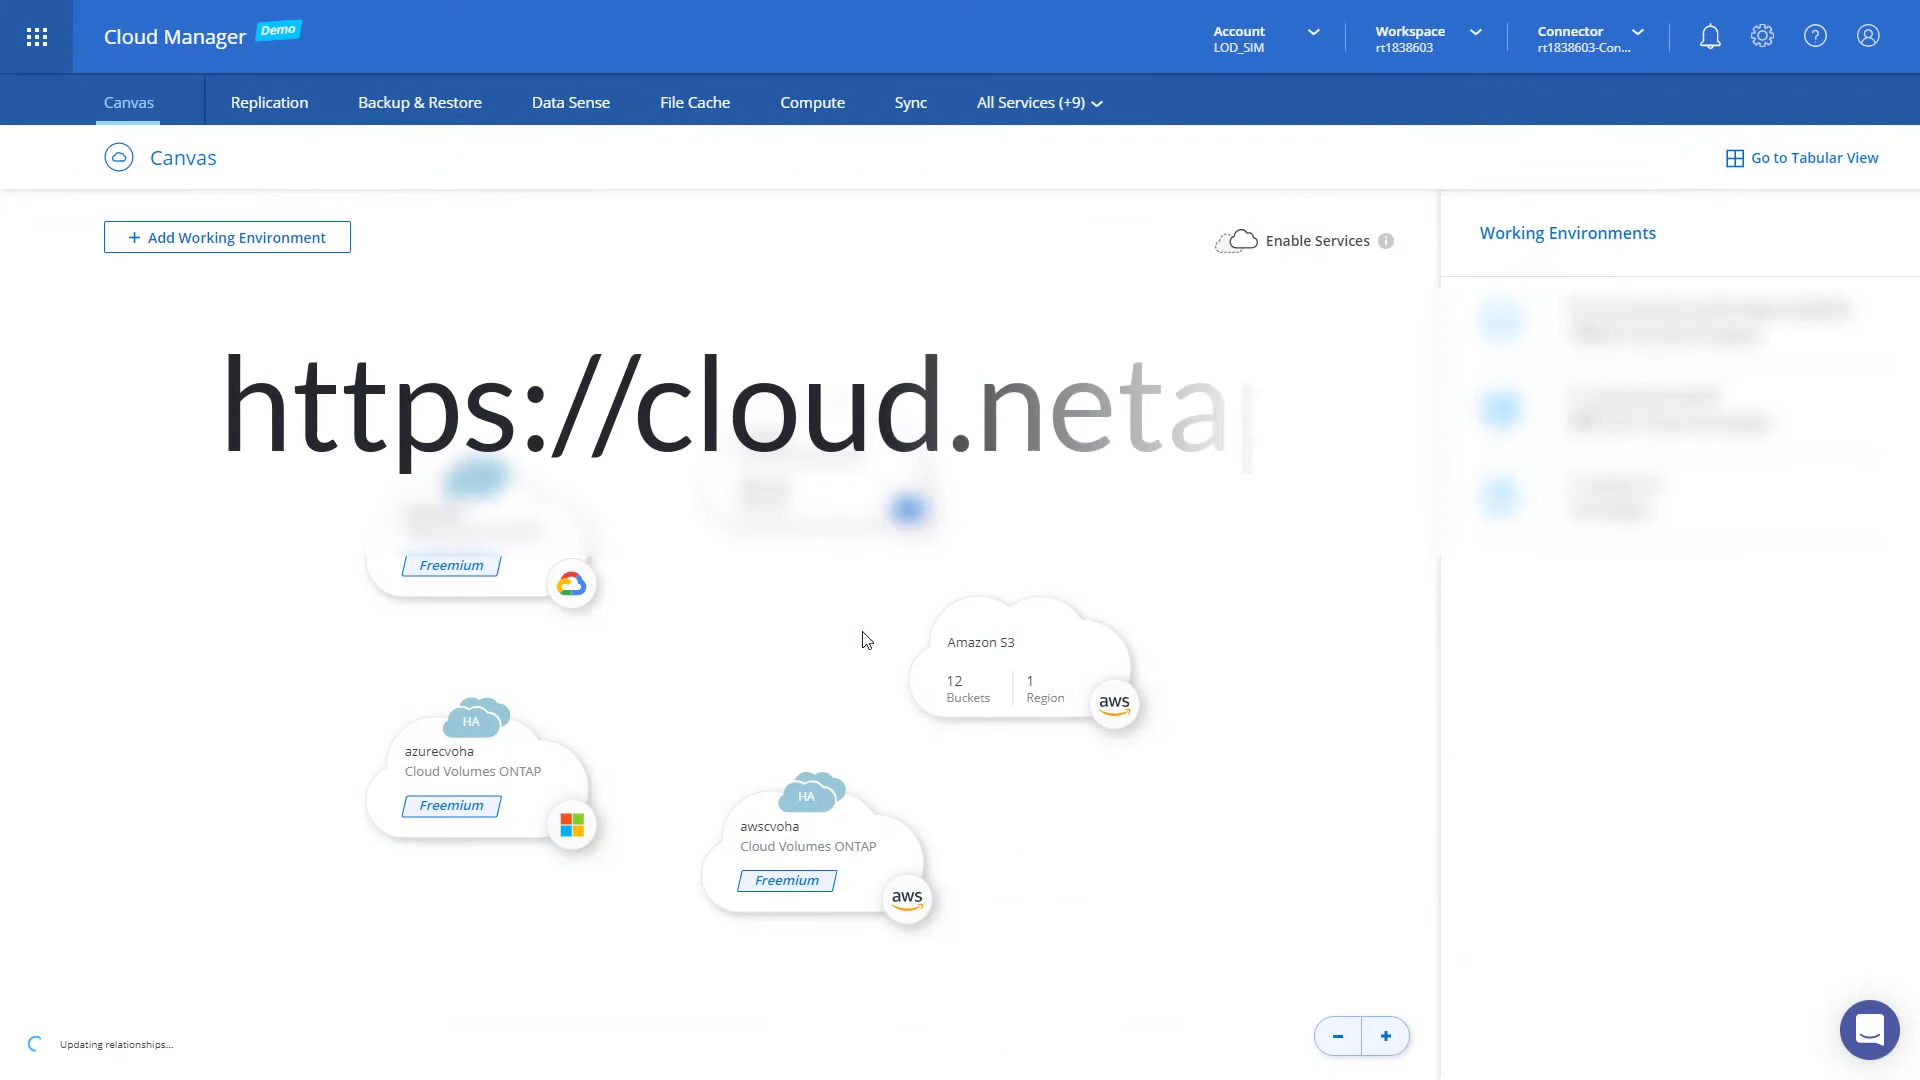 Cloud Manager Demo
Account
LOD_SIM
Workspace
rt1838603
Connector
rt1838603-Con...
Canvas
Replication
Backup & Restore
Data Sense
File Cache
Compute
Sync
All Services (+9)
Canvas
Go to Tabular View
+ Add Working Environment
Enable Services
Working Environments
https://cloud.netap
Freemium
Amazon S3
12
Buckets
1
Region
aws
HA
azurecvoha
Cloud Volumes ONTAP
Freemium
HA
awscvoha
Cloud Volumes ONTAP
Freemium
aws
Updating relationships...